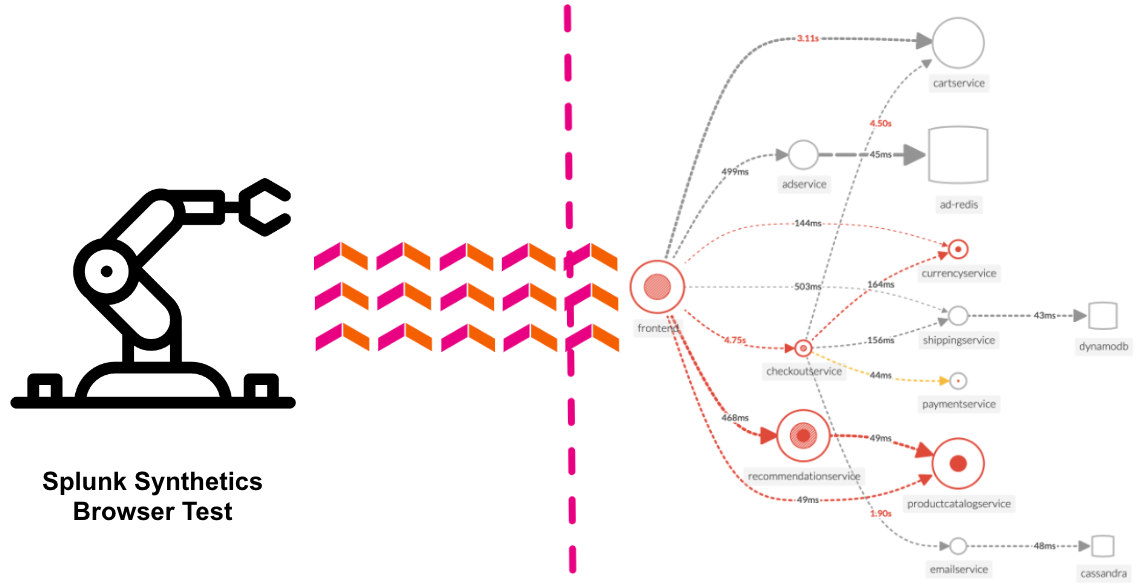 Splunk Synthetics
Browser Test
3.11s
cartservice
4.50s
499ms
adservice
45ms
ad-redis
144ms
currencyservice
164ms
503ms
frontend
shippingservice
43ms
dynamodb
4.75s
checkoutservice
156ms
44ms
paymentservice
468ms
recommendationservice
49ms
productcatalogservice
49ms
1.90s
emailservice
48ms
cassandra